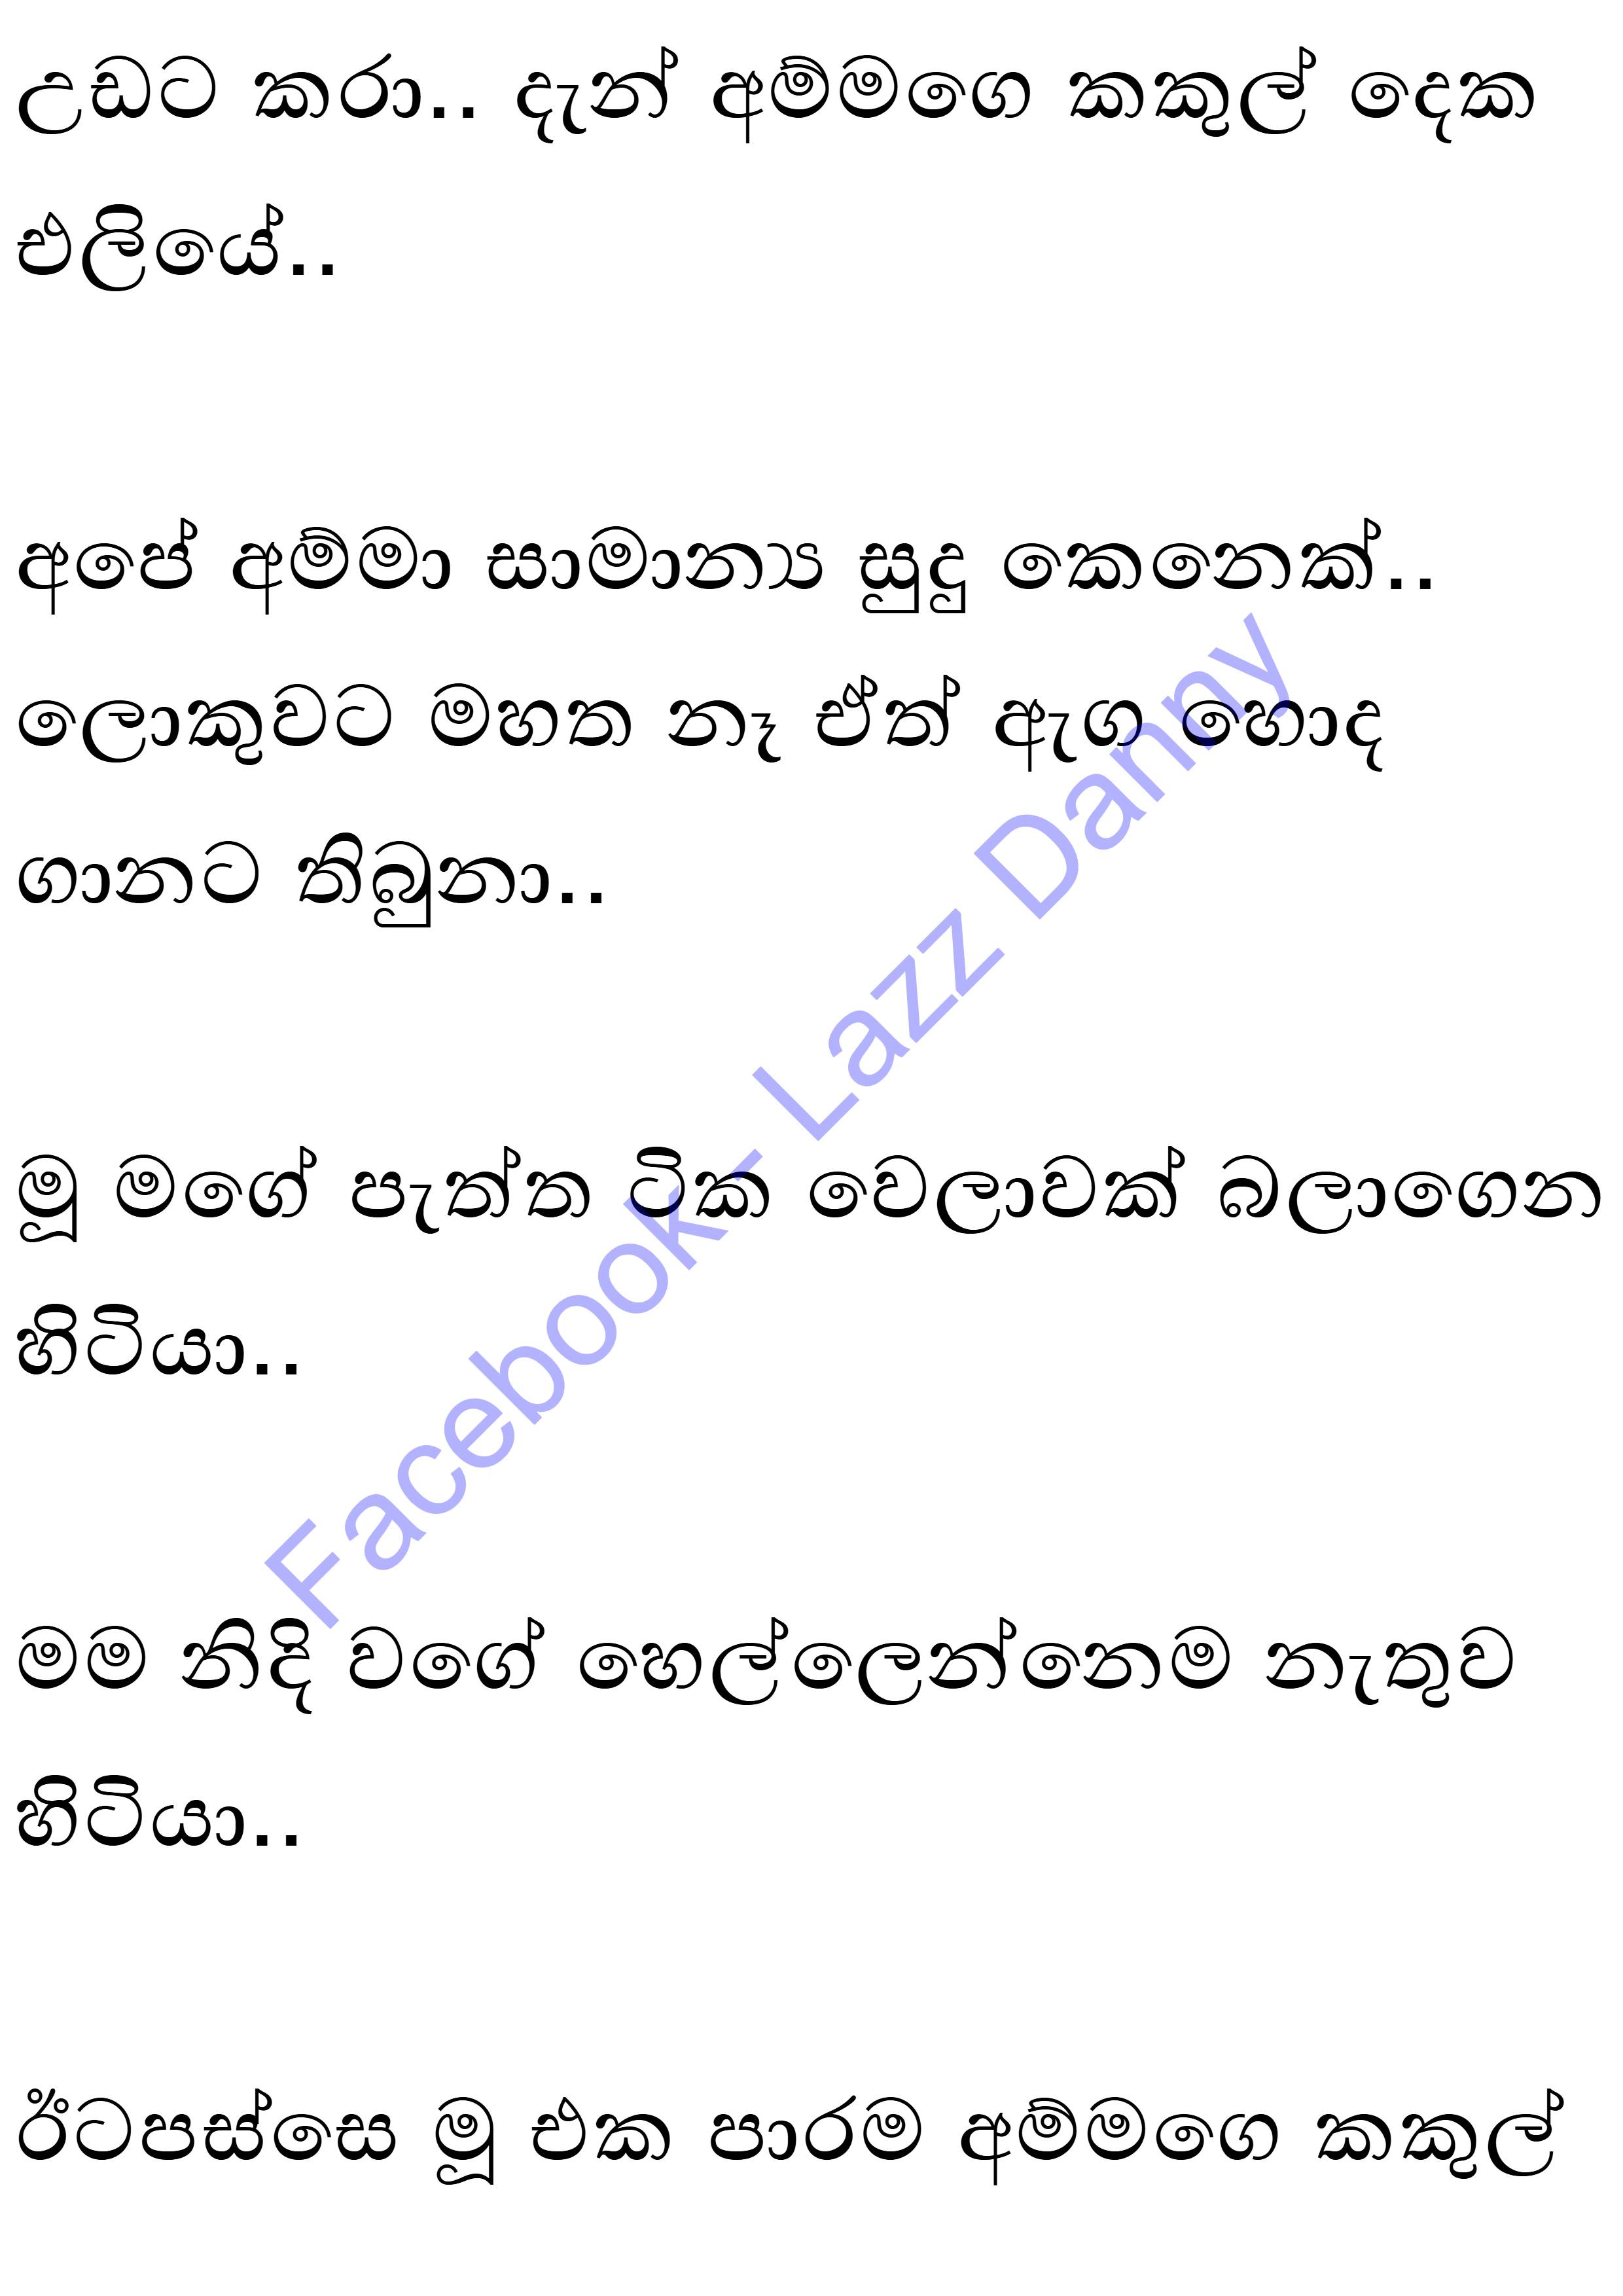 උඩට කරා.. දැන් අම්මගෙ කකුල් දෙක
එලියේ..
අපේ අම්මා සාමාන්‍ය සුදු කෙනෙක්..
ලොකුවට මහත නෑ ඒත් ඇග හොද
ගානට තිබුනා..
මූ මගේ පැත්ත ටික වෙලාවක් බලාගෙන
හිටියා..
මම නිදි වගේ හෙල්ලෙන්නෙම නැතුව
හිටියා..
ඊටපස්සෙ මූ එක පාරම අම්මගෙ කකුල්
Facebook- Lazz Danny